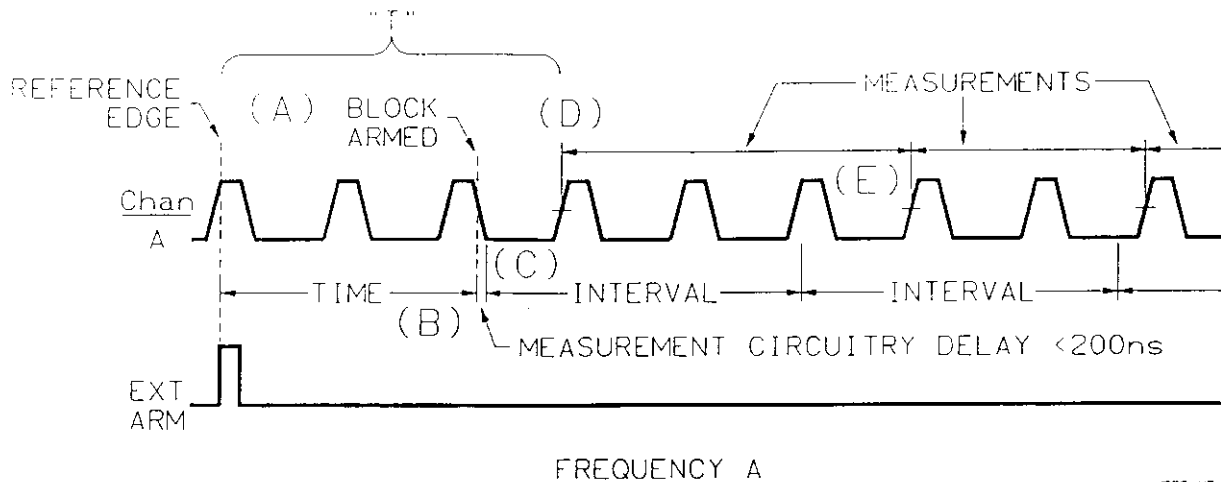 "T"
REFERENCE
EDGE
(A)
BLOCK
ARMED
(D)
MEASUREMENTS
(E)
Chan
A
(C)
TIME
INTERVAL
INTERVAL
(B)
MEASUREMENT CIRCUITRY DELAY <200ns
EXT
ARM
FREQUENCY A